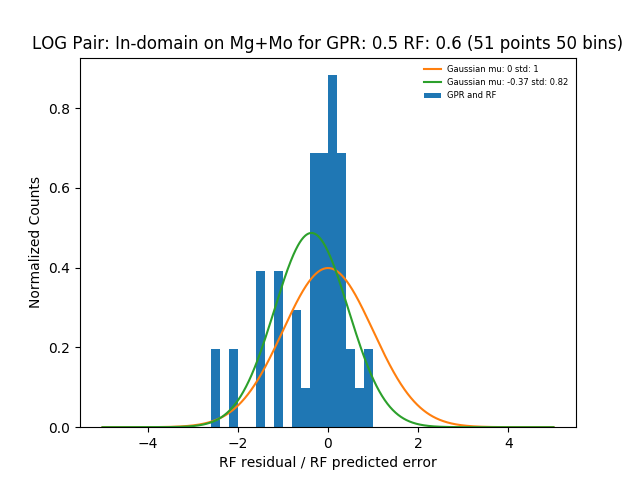 LOG Pair: In-domain on Mg+Mo for GPR: 0.5 RF: 0.6 (51 points 50 bins)
Gaussian mu: 0 std: 1
Gaussian mu: -0.37 std: 0.82
GPR and RF
Normalized Counts
0.8
0.6
0.4
0.2
0.0
−4 −2 0 2 4
RF residual / RF predicted error